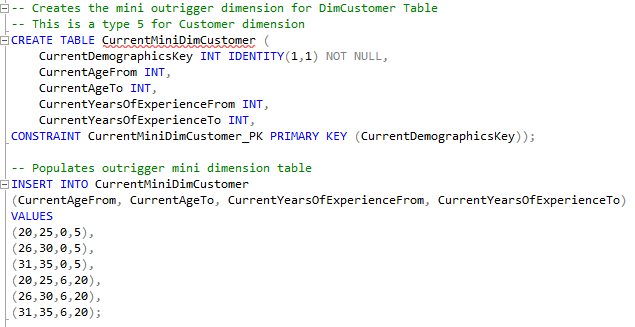 -- Creates the mini outrigger dimension for DimCustomer Table
-- This is a type 5 for Customer dimension
CREATE TABLE CurrentMiniDimCustomer (
CurrentDemographicsKey INT IDENTITY(1,1) NOT NULL,
CurrentAgeFrom INT,
CurrentAgeTo INT,
CurrentYearsOfExperienceFrom INT,
CurrentYearsOfExperienceTo INT,
CONSTRAINT CurrentMiniDimCustomer_PK PRIMARY KEY (CurrentDemographicsKey));
-- Populates outrigger mini dimension table
INSERT INTO CurrentMiniDimCustomer
(CurrentAgeFrom, CurrentAgeTo, CurrentYearsOfExperienceFrom, CurrentYearsOfExperienceTo)
VALUES
(20,25,0,5),
(26,30,0,5),
(31,35,0,5),
(20,25,6,20),
(26,30,6,20),
(31,35,6,20);